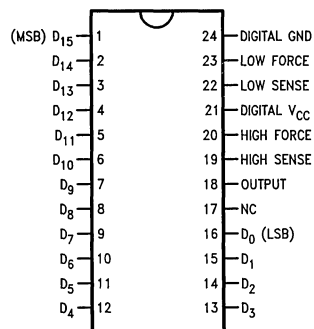 (MSB) D15 1 24 DIGITAL GND
D14 2 23 LOW FORCE
D13 3 22 LOW SENSE
D12 4 21 DIGITAL VCC
D11 5 20 HIGH FORCE
D10 6 19 HIGH SENSE
D9 7 18 OUTPUT
D8 8 17 NC
D7 9 16 D0 (LSB)
D6 10 15 D1
D5 11 14 D2
D4 12 13 D3